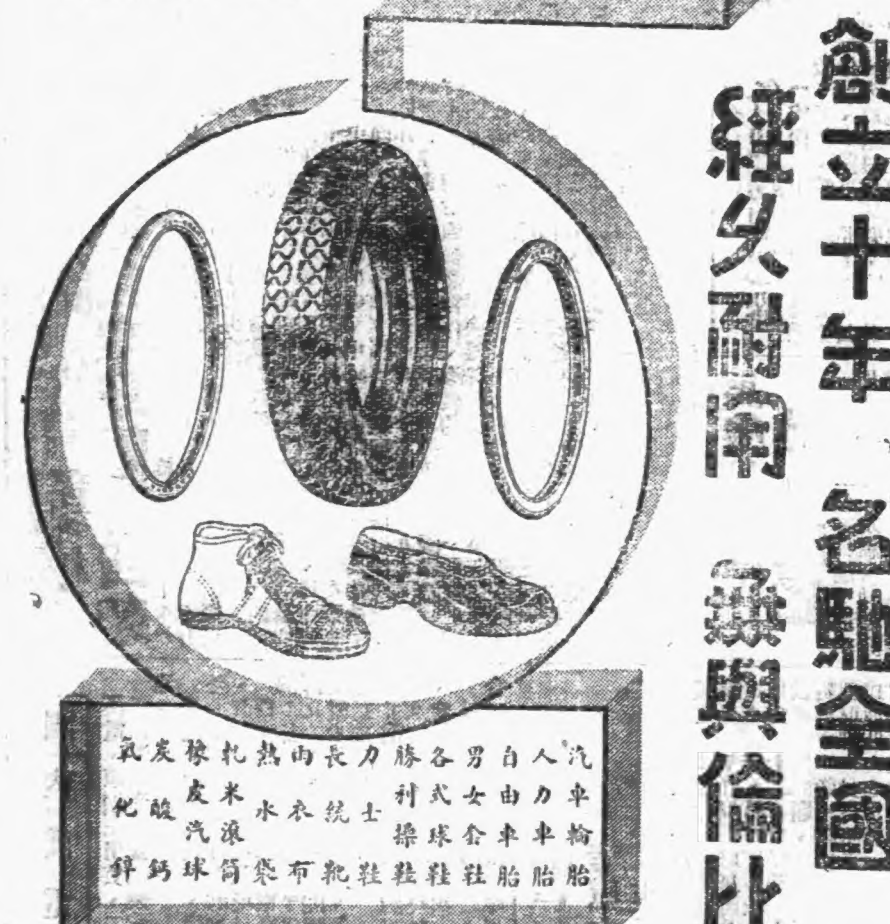 創立十年 名馳全國
經久耐用 無與倫比
汽車輪胎
人力車胎
自由車胎
男女套鞋
各式球鞋
勝利操鞋
力士鞋
長統靴
雨衣布
熱水袋
軋米滾筒
橡皮汽球
炭酸鈣
氧化鋅